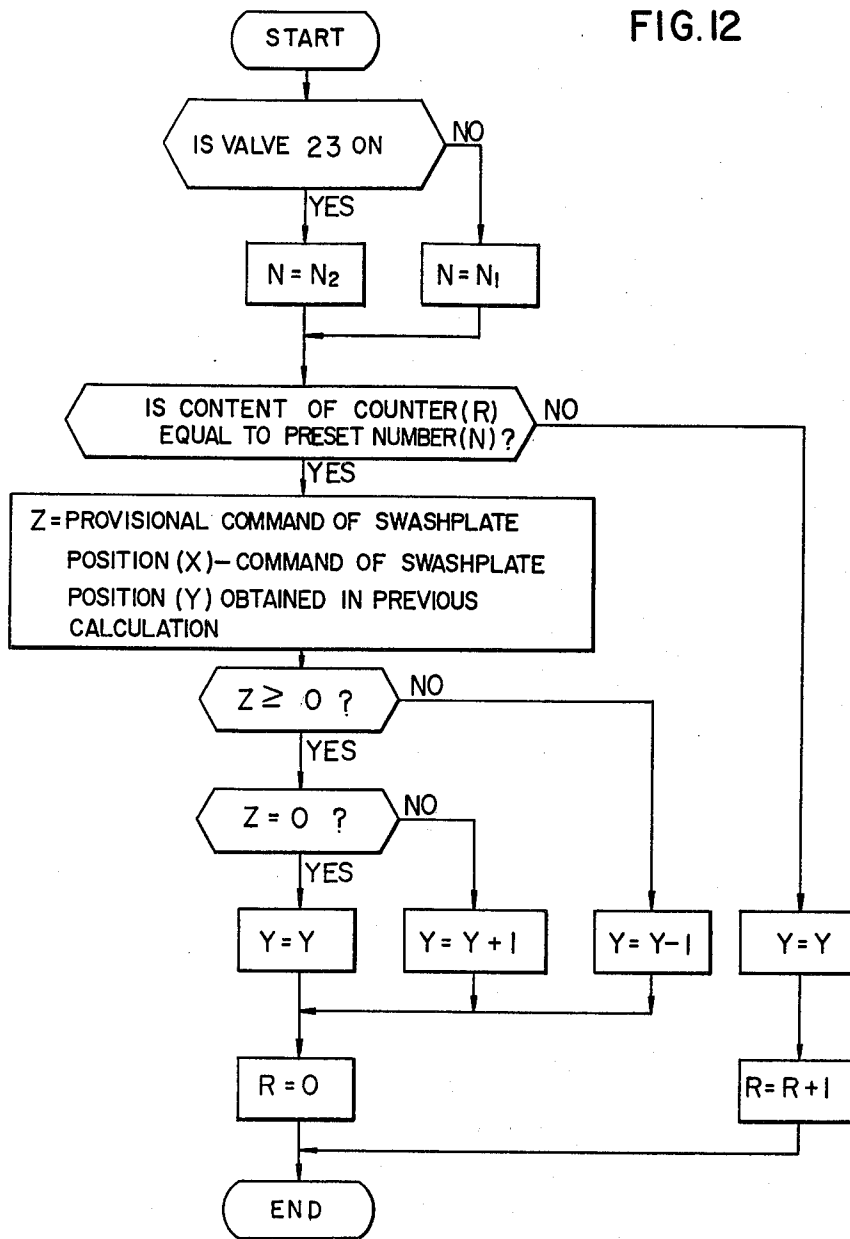 FIG.12
START
IS VALVE 23 ON
NO
YES
N = N2
N = N1
IS CONTENT OF COUNTER(R)
EQUAL TO PRESET NUMBER(N)?
NO
YES
Z=PROVISIONAL COMMAND OF SWASHPLATE
POSITION(X)-COMMAND OF SWASHPLATE
POSITION (Y) OBTAINED IN PREVIOUS
CALCULATION
Z ≥ 0 ?
NO
YES
Z = 0 ?
NO
YES
Y = Y
Y = Y + 1
Y = Y-1
Y = Y
R = 0
R = R + 1
END